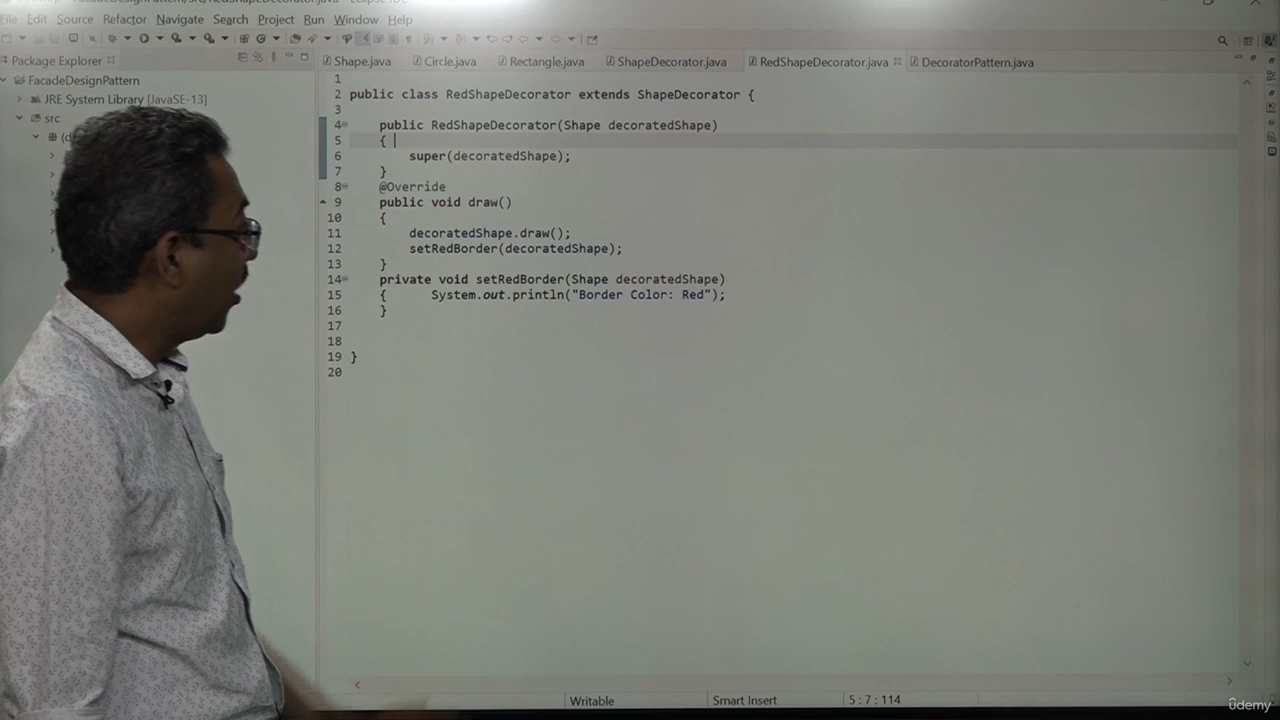 File Edit Source Refactor Navigate Search Project Run Window Help
Package Explorer
FacadeDesignPattern
JRE System Library [JavaSE-13]
src
Shape.java Circle.java Rectangle.java ShapeDecorator.java RedShapeDecorator.java DecoratorPattern.java
1
2 public class RedShapeDecorator extends ShapeDecorator {
3
4 public RedShapeDecorator(Shape decoratedShape)
5 {
6 super(decoratedShape);
7 }
8 @Override
9 public void draw()
10 {
11 decoratedShape.draw();
12 setRedBorder(decoratedShape);
13 }
14 private void setRedBorder(Shape decoratedShape)
15 { System.out.println("Border Color: Red");
16 }
17
18
19 }
20
Writable Smart Insert 5 : 7 : 114
ûdemy